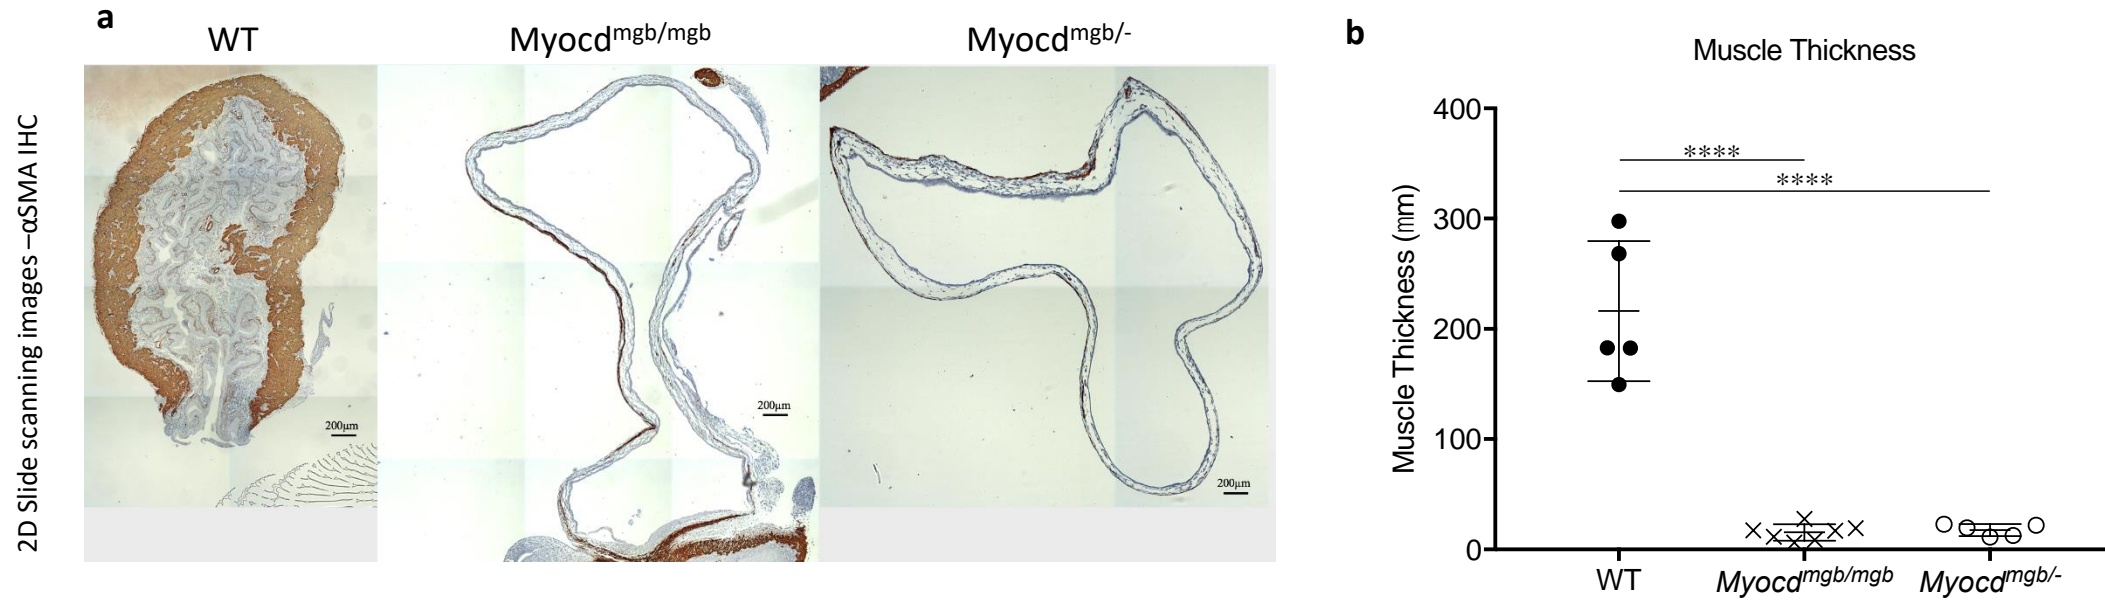 a
WT
Myocd^mgb/mgb
Myocd^mgb/-
2D Slide scanning images –αSMA IHC
200μm
200μm
200μm
b
Muscle Thickness
Muscle Thickness (mm)
400
300
200
100
0
****
****
WT
Myocd^mgb/mgb
Myocd^mgb/-